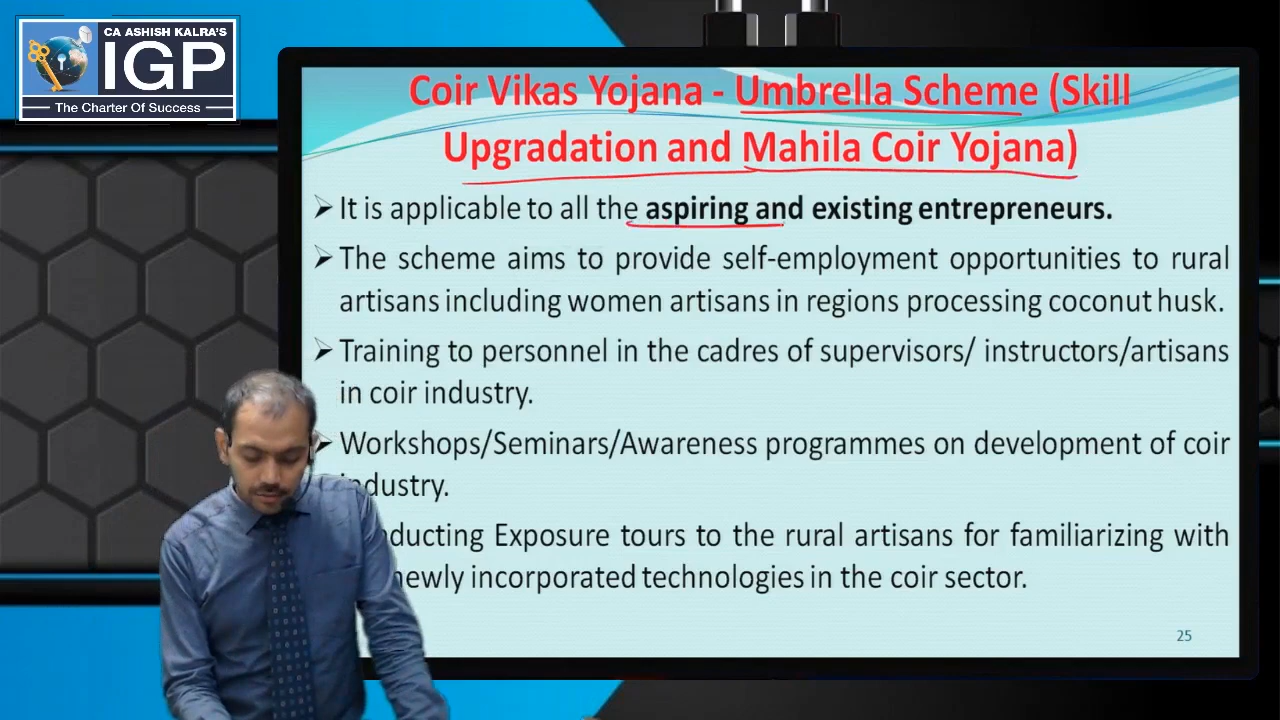 CA ASHISH KALRA'S
IGP
The Charter Of Success
Coir Vikas Yojana - Umbrella Scheme (Skill
Upgradation and Mahila Coir Yojana)
It is applicable to all the aspiring and existing entrepreneurs.
The scheme aims to provide self-employment opportunities to rural
artisans including women artisans in regions processing coconut husk.
Training to personnel in the cadres of supervisors/ instructors/artisans
in coir industry.
Workshops/Seminars/Awareness programmes on development of coir
industry.
Exposure tours to the rural artisans for familiarizing with
newly incorporated technologies in the coir sector.
25